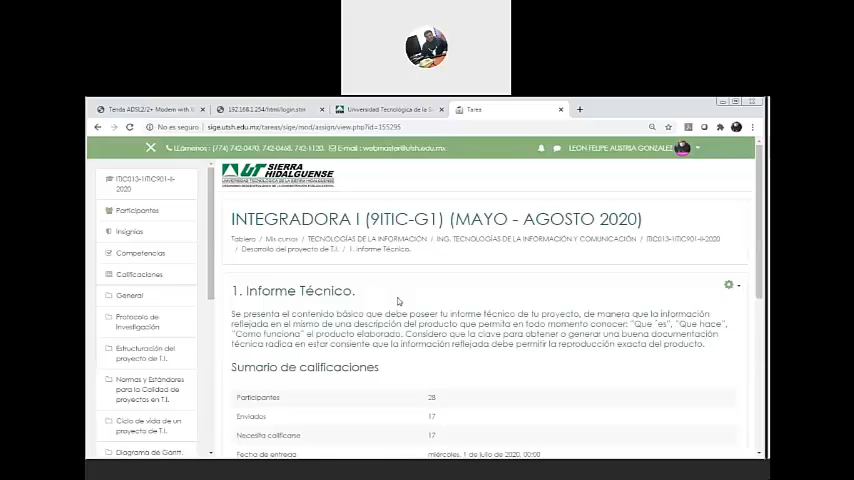 Tenda ADSL2/2+ Modem with
192.168.1.254/html/login.stm
Universidad Tecnológica de la Si
Tarea
No es seguro | sige.utsh.edu.mx/tareas/sige/mod/assign/view.php?id=155295
LLámenos : (774) 742-0470, 742-0468, 742-1120. E-mail : webmaster@utsh.edu.mx
LEON FELIPE AUSTRIA GONZALEZ
UT SIERRA
HIDALGUENSE
UNIVERSIDAD TECNOLÓGICA DE LA SIERRA HIDALGUENSE
ITIC013-1ITIC901-II-
2020
Participantes
Insignias
Competencias
Calificaciones
General
Protocolo de
Investigación
Estructuración del
proyecto de T.I.
Normas y Estándares
para la Calidad de
proyectos en T.I.
Ciclo de vida de un
proyecto de T.I.
Diagrama de Gantt.
INTEGRADORA I (9ITIC-G1) (MAYO - AGOSTO 2020)
Tablero / Mis cursos / TECNOLOGÍAS DE LA INFORMACIÓN / ING. TECNOLOGÍAS DE LA INFORMACIÓN Y COMUNICACIÓN / ITIC013-1ITIC901-II-2020
/ Desarrollo del proyecto de T.I. / 1. Informe Técnico.
1. Informe Técnico.
Se presenta el contenido básico que debe poseer tu informe técnico de tu proyecto, de manera que la información
reflejada en el mismo de una descripción del producto que permita en todo momento conocer: "Que ´es", "Que hace",
"Como funciona" el producto elaborado. Considero que la clave para obtener o generar una buena documentación
técnica radica en estar consiente que la información reflejada debe permitir la reproducción exacta del producto.
Sumario de calificaciones
Participantes 28
Enviados 17
Necesita calificarse 17
Fecha de entrega miércoles, 1 de julio de 2020, 00:00